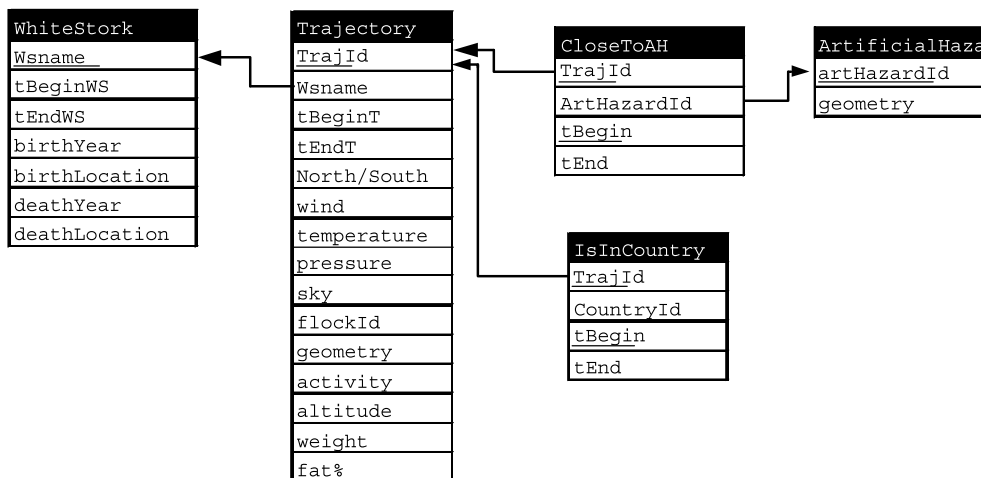 WhiteStork
Wsname
tBeginWS
tEndWS
birthYear
birthLocation
deathYear
deathLocation
Trajectory
TrajId
Wsname
tBeginT
tEndT
North/South
wind
temperature
pressure
sky
flockId
geometry
activity
altitude
weight
fat%
CloseToAH
TrajId
ArtHazardId
tBegin
tEnd
IsInCountry
TrajId
CountryId
tBegin
tEnd
ArtificialHaza
artHazardId
geometry